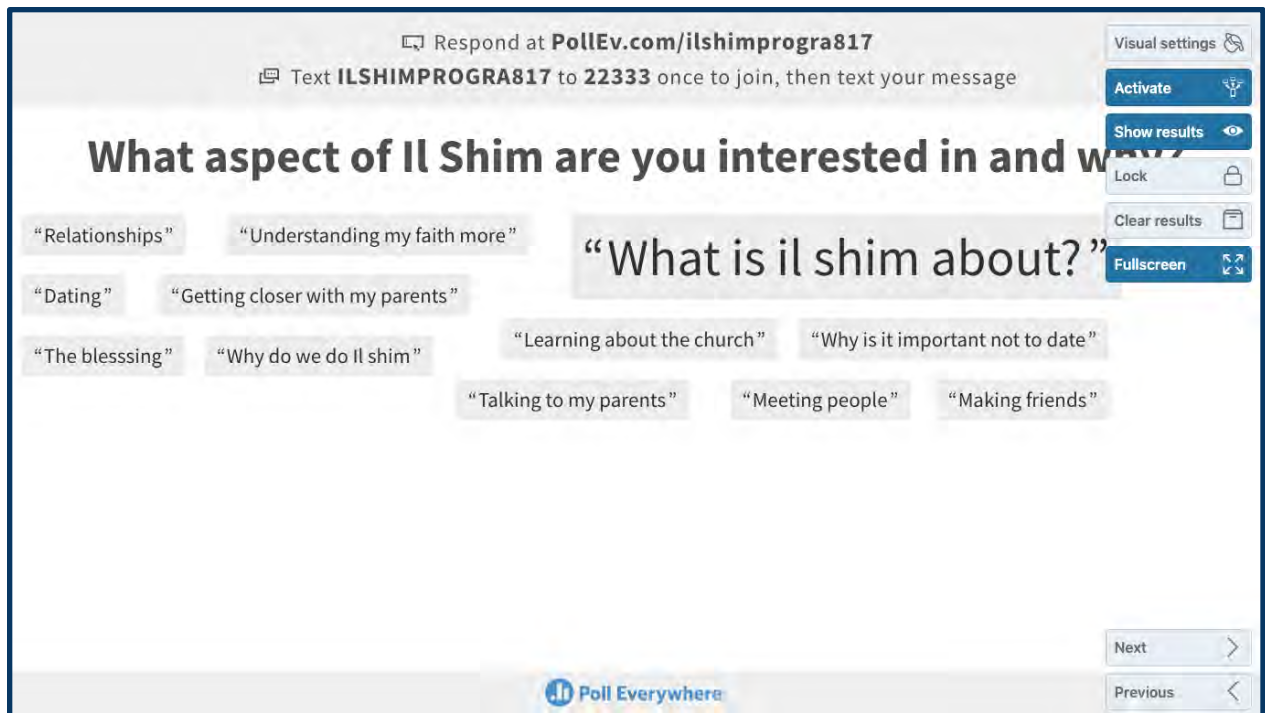 Respond at PollEv.com/ilshimprogra817
Text ILSHIMPROGRA817 to 22333 once to join, then text your message
What aspect of Il Shim are you interested in and why?
“Relationships”
“Understanding my faith more”
“What is il shim about?”
“Dating”
“Getting closer with my parents”
“Learning about the church”
“Why is it important not to date”
“The blesssing”
“Why do we do Il shim”
“Talking to my parents”
“Meeting people”
“Making friends”
Visual settings
Activate
Show results
Lock
Clear results
Fullscreen
Next
Previous
Poll Everywhere